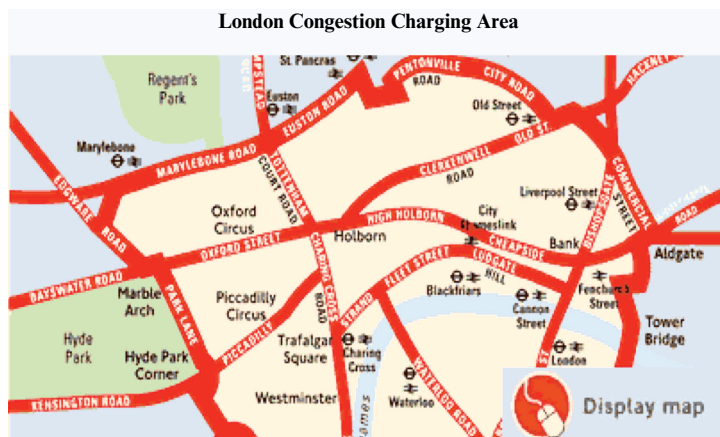 London Congestion Charging Area
St. Pancras
PENTONVILLE
ROAD
CITY ROAD
HACKNEY
Regent's
Park
Euston
EUSTON ROAD
Old Street
OLD ST.
Marylebone
MARYLEBONE ROAD
TOTTENHAM
COURT ROAD
CLERKENWELL
ROAD
COMMERCIAL
STREET
EDGWARE
ROAD
Liverpool Street
BISHOPSGATE
ROAD
Oxford
Circus
OXFORD STREET
Holborn
HIGH HOLBORN
City
CHEAPSIDE
Bank
Aldgate
BAYSWATER ROAD
Marble
Arch
PARK LANE
CHARING CROSS
ROAD
STRAND
FLEET STREET
LUDGATE
HILL
Blackfriars
Fenchurch
Street
Cannon
Street
Piccadilly
Circus
PICCADILLY
Hyde
Park
Hyde Park
Corner
Trafalgar
Square
Charing
Cross
Tower
Bridge
London
KENSINGTON ROAD
Westminster
Waterloo
WATERLOO ROAD
Display map